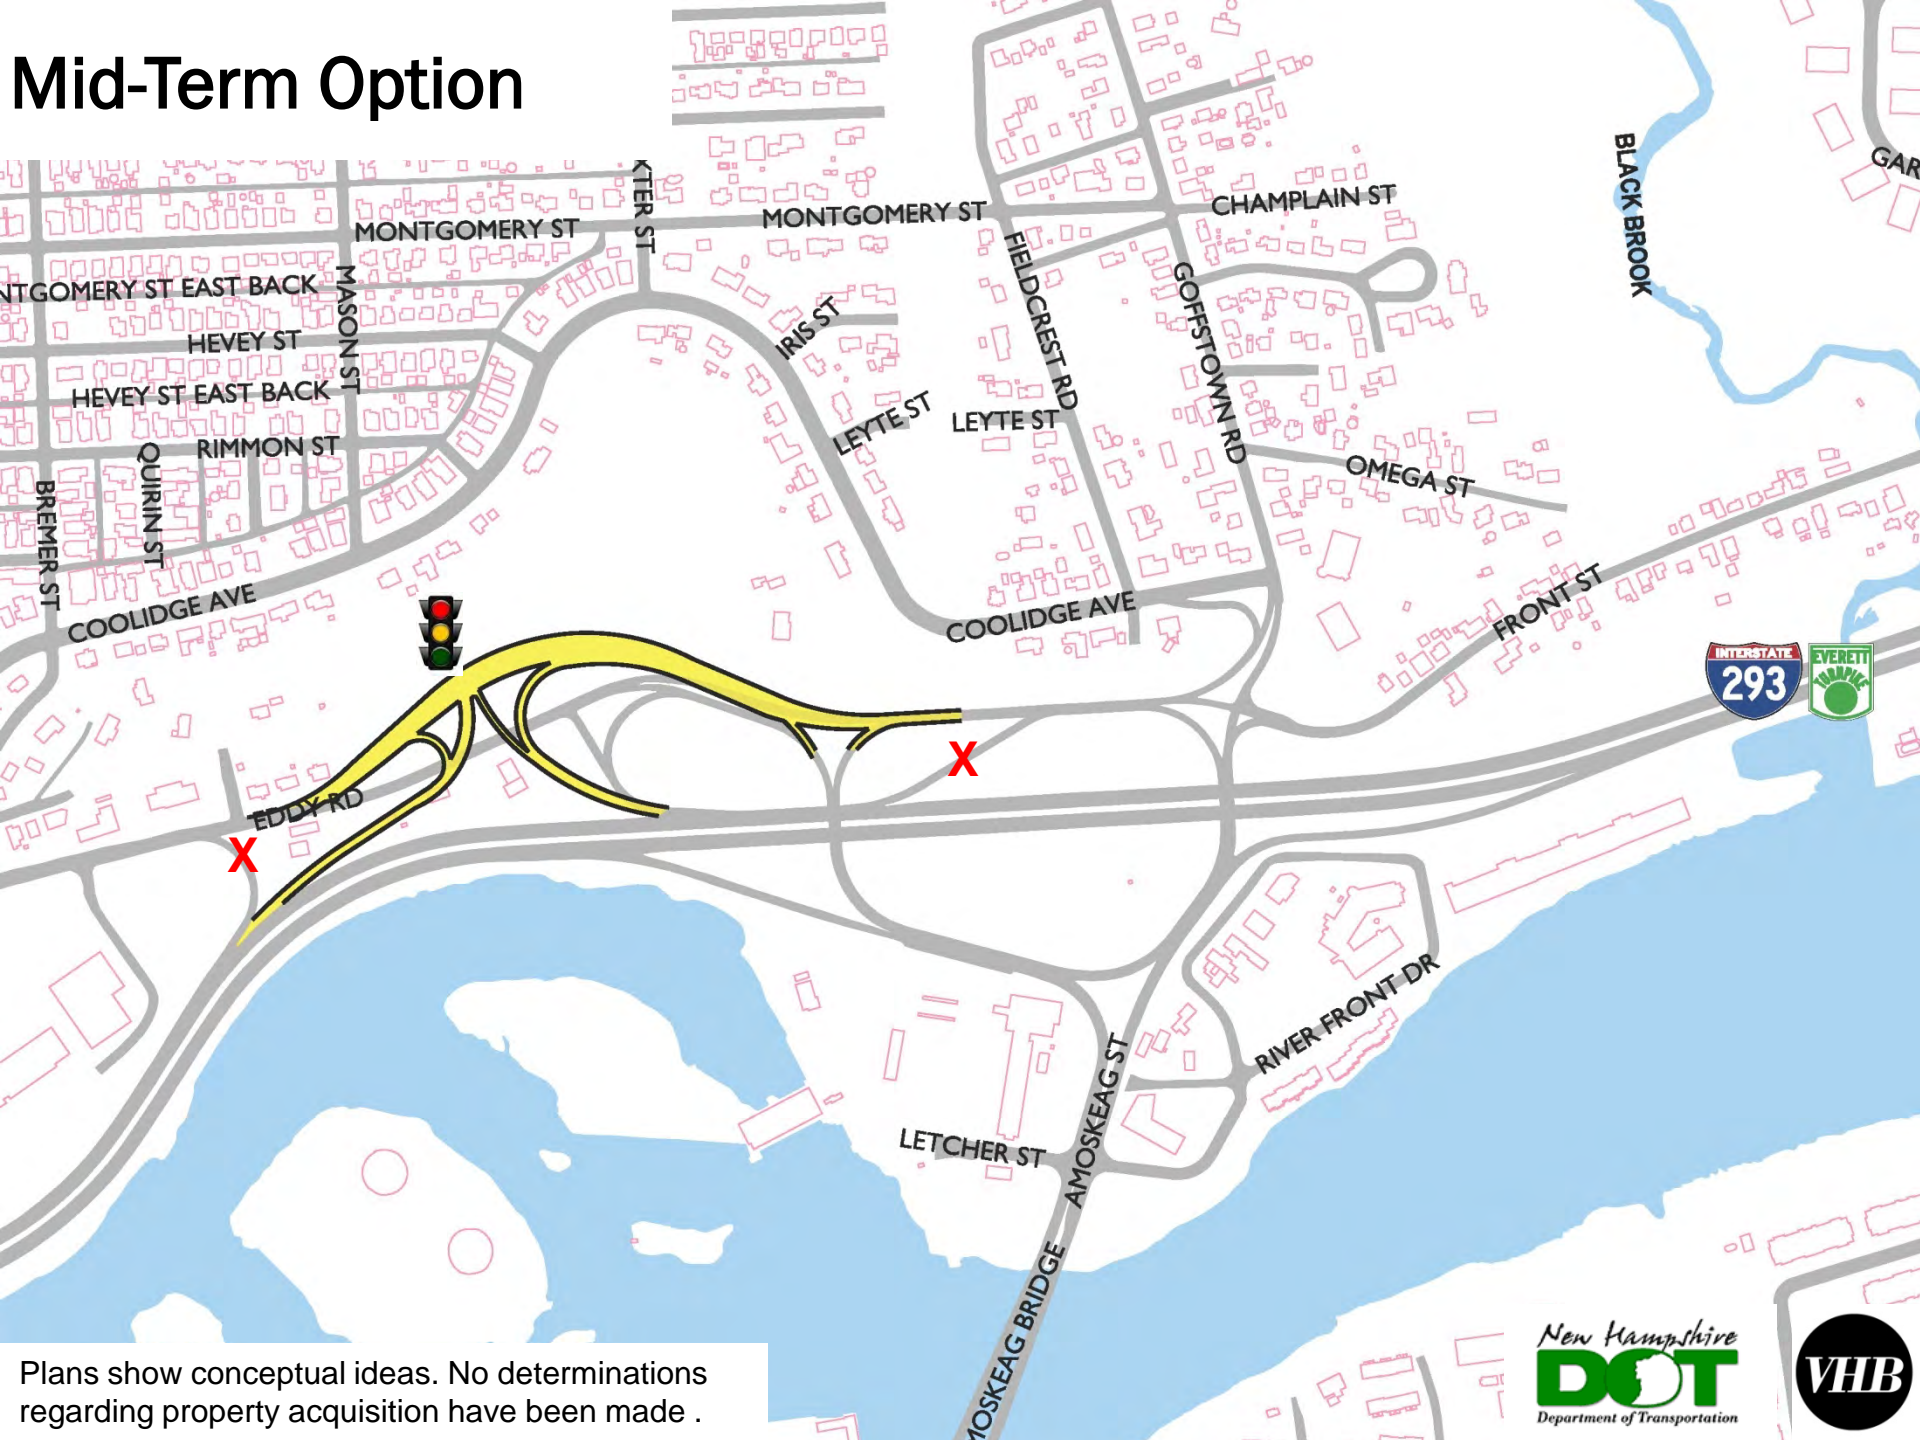 Mid-Term Option
BLACK BROOK
GAR
CHAMPLAIN ST
XTER ST
MONTGOMERY ST
MONTGOMERY ST
FIELDCREST RD
GOFFSTOWN RD
NTGOMERY ST EAST BACK
MASON ST
IRIS ST
HEVEY ST
HEVEY ST EAST BACK
LEYTE ST
LEYTE ST
RIMMON ST
QUIRIN ST
BREMER ST
OMEGA ST
COOLIDGE AVE
COOLIDGE AVE
FRONT ST
INTERSTATE
293
EVERETT
TURNPIKE
X
EDDY RD
X
RIVER FRONT DR
AMOSKEAG ST
LETCHER ST
MOSKEAG BRIDGE
Plans show conceptual ideas. No determinations
regarding property acquisition have been made .
New Hampshire
DOT
Department of Transportation
VHB